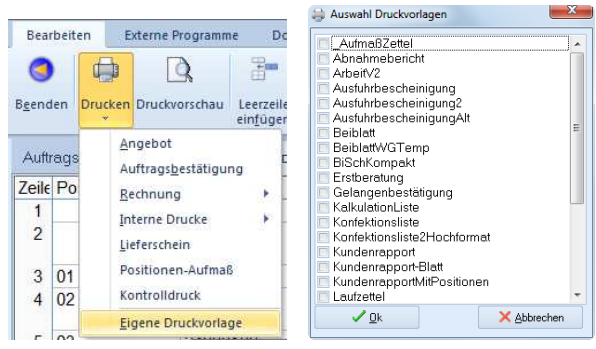 Bearbeiten Externe Programme
Beenden Drucken Druckvorschau Leerzeile
einfügen
Angebot
Auftragsbestätigung
Rechnung
Interne Drucke
Lieferschein
Positionen-Aufmaß
Kontrolldruck
Eigene Druckvorlage
Auftrags
Zeile Po
1
2
3 01
4 02
Auswahl Druckvorlagen
_AufmaßZettel
Abnahmebericht
ArbeitV2
Ausfuhrbescheinigung
Ausfuhrbescheinigung2
AusfuhrbescheinigungAlt
Beiblatt
BeiblattWGTemp
BiSchKompakt
Erstberatung
Gelangenbestätigung
KalkulationListe
Konfektionsliste
Konfektionsliste2Hochformat
Kundenrapport
Kundenrapport-Blatt
KundenrapportMitPositionen
Laufzettel
Ok Abbrechen